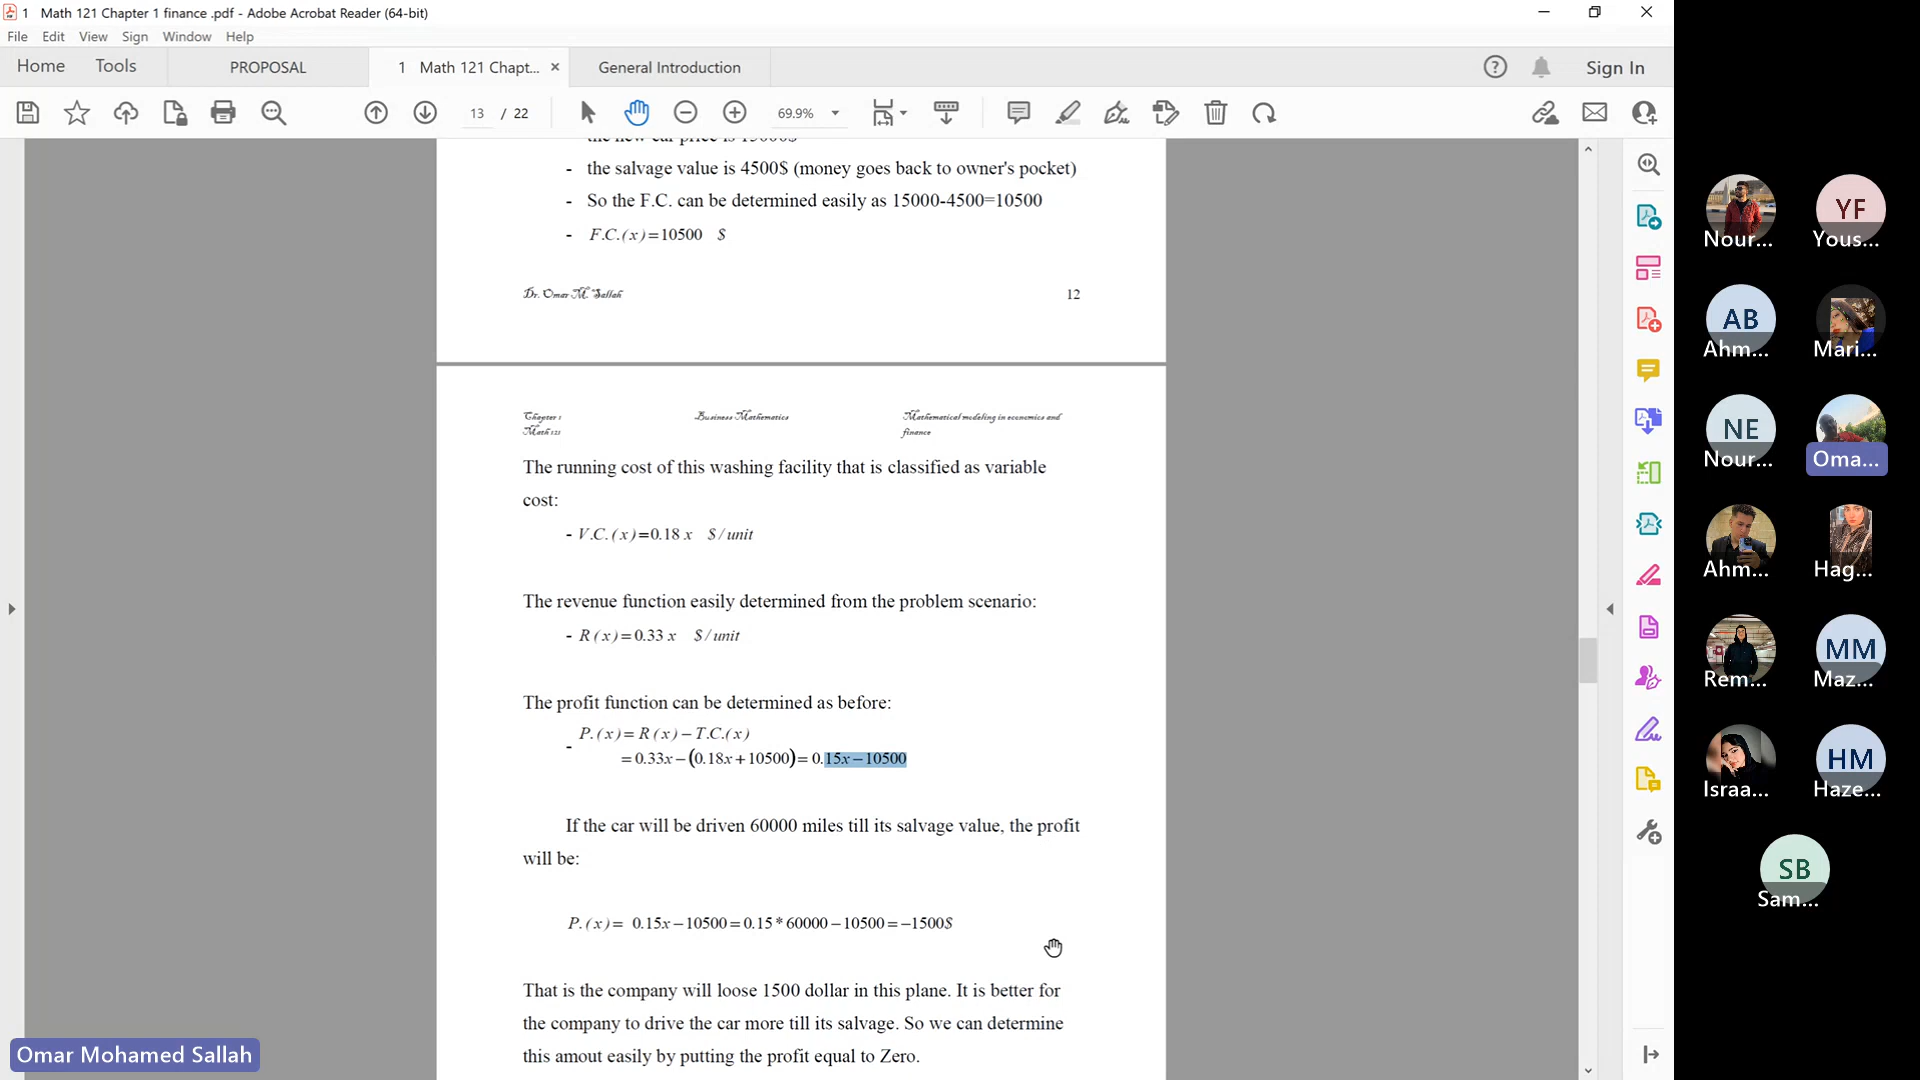 1 Math 121 Chapter 1 finance .pdf - Adobe Acrobat Reader (64-bit)
File Edit View Sign Window Help
Home Tools PROPOSAL 1 Math 121 Chapt... × General Introduction Sign In
13 / 22 69.9%
the new car price is 15000$
- the salvage value is 4500$ (money goes back to owner's pocket)
- So the F.C. can be determined easily as 15000-4500=10500
- F.C.(x)=10500 $
Dr. Omar M. Sallah 12
Chapter 1 Business Mathematics Mathematical modeling in economics and
Math 121 finance
The running cost of this washing facility that is classified as variable
cost:
- V.C.(x)=0.18 x $/unit
The revenue function easily determined from the problem scenario:
- R(x)=0.33 x $/unit
The profit function can be determined as before:
P.(x)= R(x)− T.C.(x)
-
= 0.33x−(0.18x+10500)= 0.15x−10500
If the car will be driven 60000 miles till its salvage value, the profit
will be:
P.(x)= 0.15x−10500=0.15*60000−10500=−1500$
That is the company will loose 1500 dollar in this plane. It is better for
the company to drive the car more till its salvage. So we can determine
this amout easily by putting the profit equal to Zero.
Omar Mohamed Sallah
YF
Nour... Yous...
AB
Ahm... Mari...
NE
Nour... Oma...
Ahm... Hag...
MM
Rem... Maz...
HM
Israa... Haze...
SB
Sam...